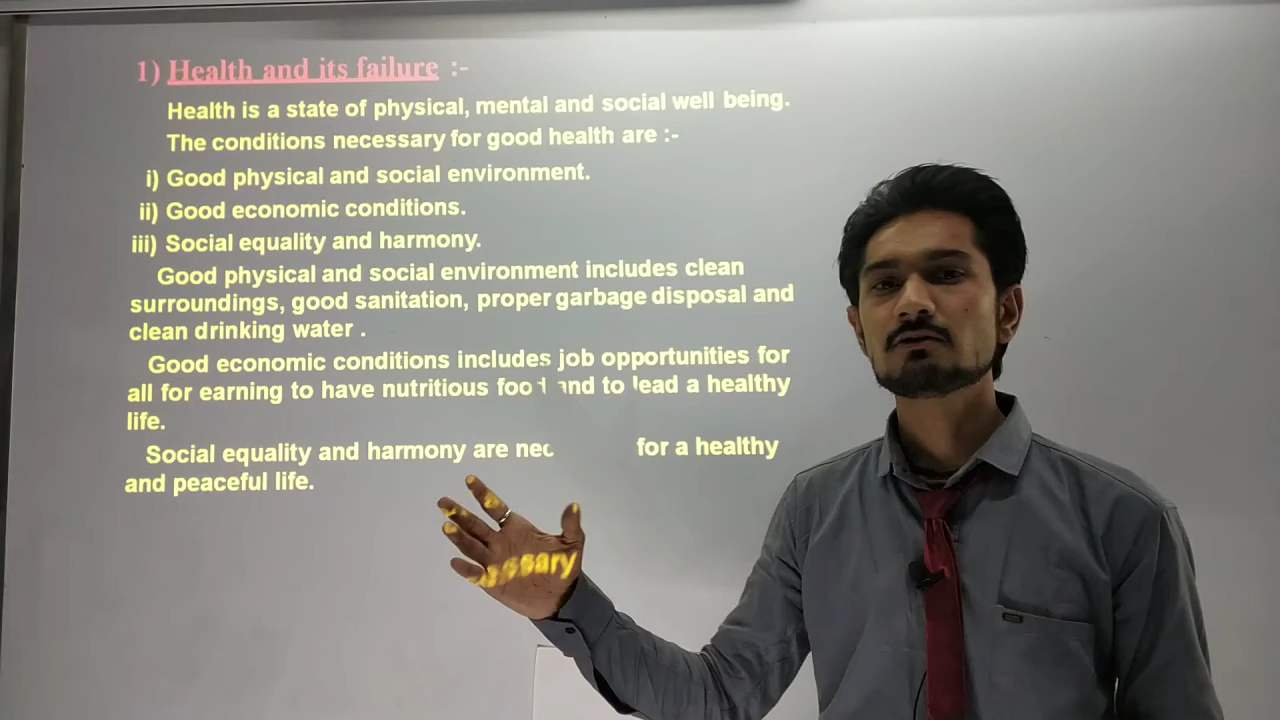 1) Health and its failure :-
Health is a state of physical, mental and social well being.
The conditions necessary for good health are :-
i) Good physical and social environment.
ii) Good economic conditions.
iii) Social equality and harmony.
Good physical and social environment includes clean
surroundings, good sanitation, proper garbage disposal and
clean drinking water .
Good economic conditions includes job opportunities for
all for earning to have nutritious food and to lead a healthy
life.
Social equality and harmony are necessary for a healthy
and peaceful life.